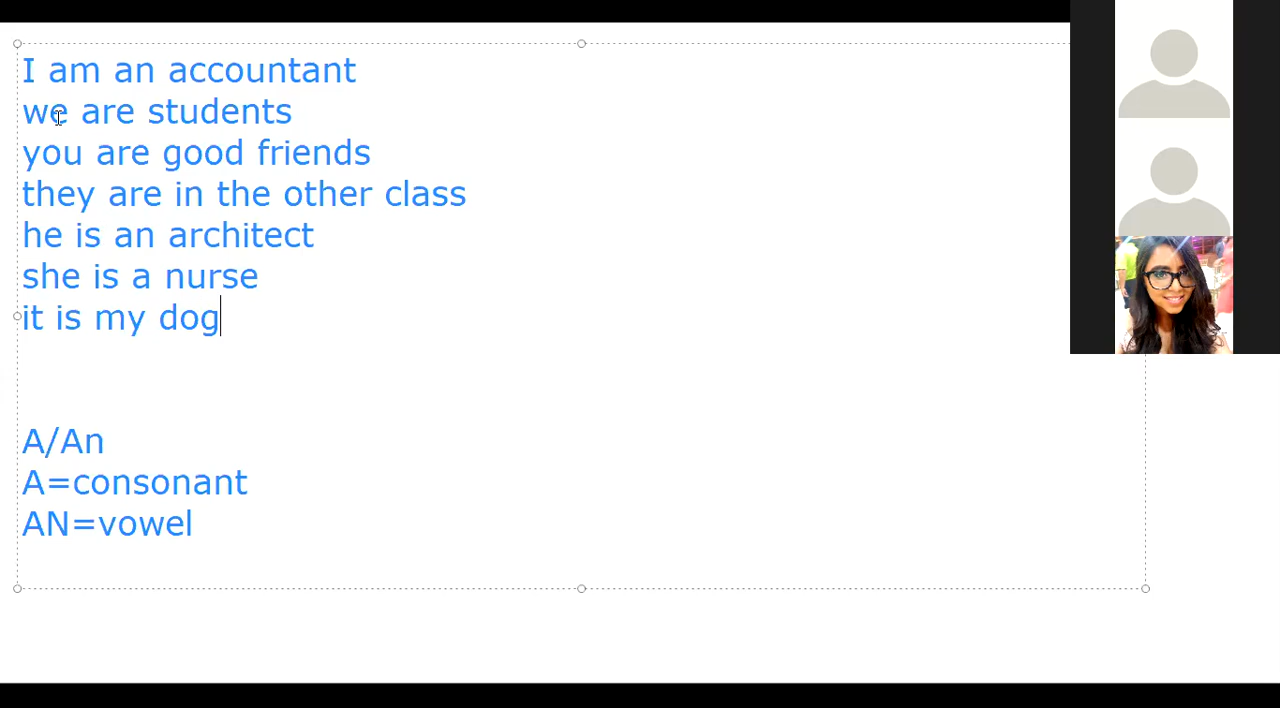 I am an accountant
we are students
you are good friends
they are in the other class
he is an architect
she is a nurse
it is my dog
A/An
A=consonant
AN=vowel